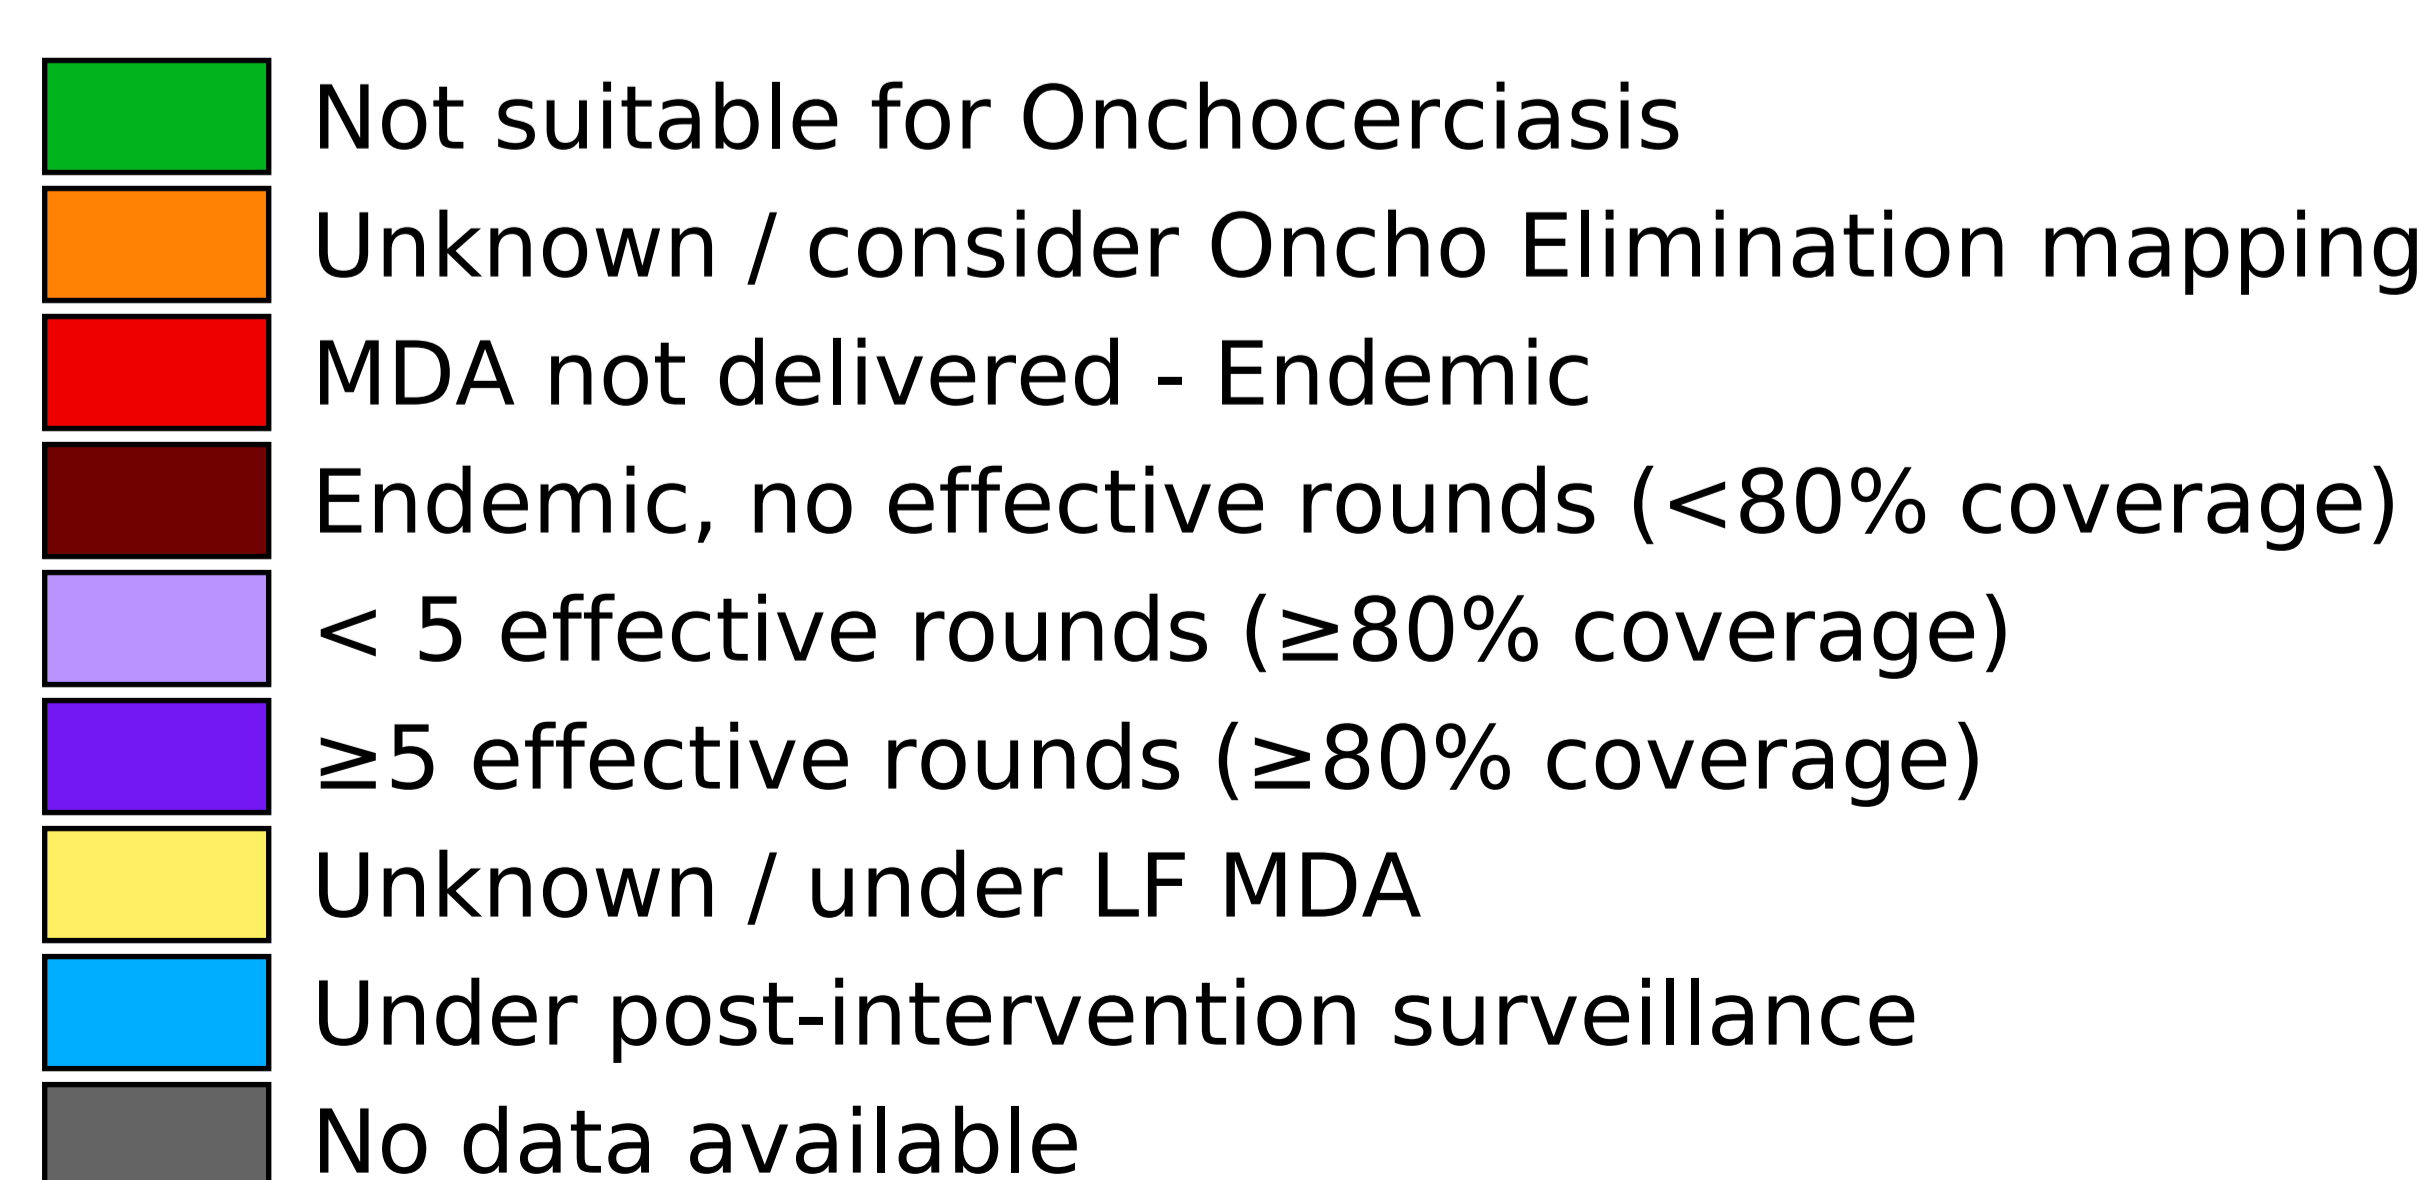 Not suitable for Onchocerciasis
Unknown / consider Oncho Elimination mapping
MDA not delivered - Endemic
Endemic, no effective rounds (<80% coverage)
< 5 effective rounds (≥80% coverage)
≥5 effective rounds (≥80% coverage)
Unknown / under LF MDA
Under post-intervention surveillance
No data available